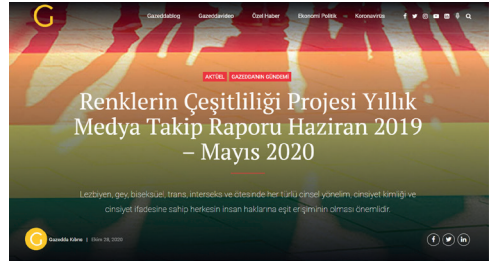 G
Gazeddablog Gazeddavideo Özel Haber Ekonomi Politik Koronavirüs
AKTÜEL GAZEDDA'NIN GÜNDEMİ
Renklerin Çeşitliliği Projesi Yıllık
Medya Takip Raporu Haziran 2019
– Mayıs 2020
Lezbiyen, gey, biseksüel, trans, interseks ve ötesinde her türlü cinsel yönelim, cinsiyet kimliği ve
cinsiyet ifadesine sahip herkesin insan haklarına eşit erişiminin olması önemlidir.
G Gazedda Kıbrıs | Ekim 28, 2020